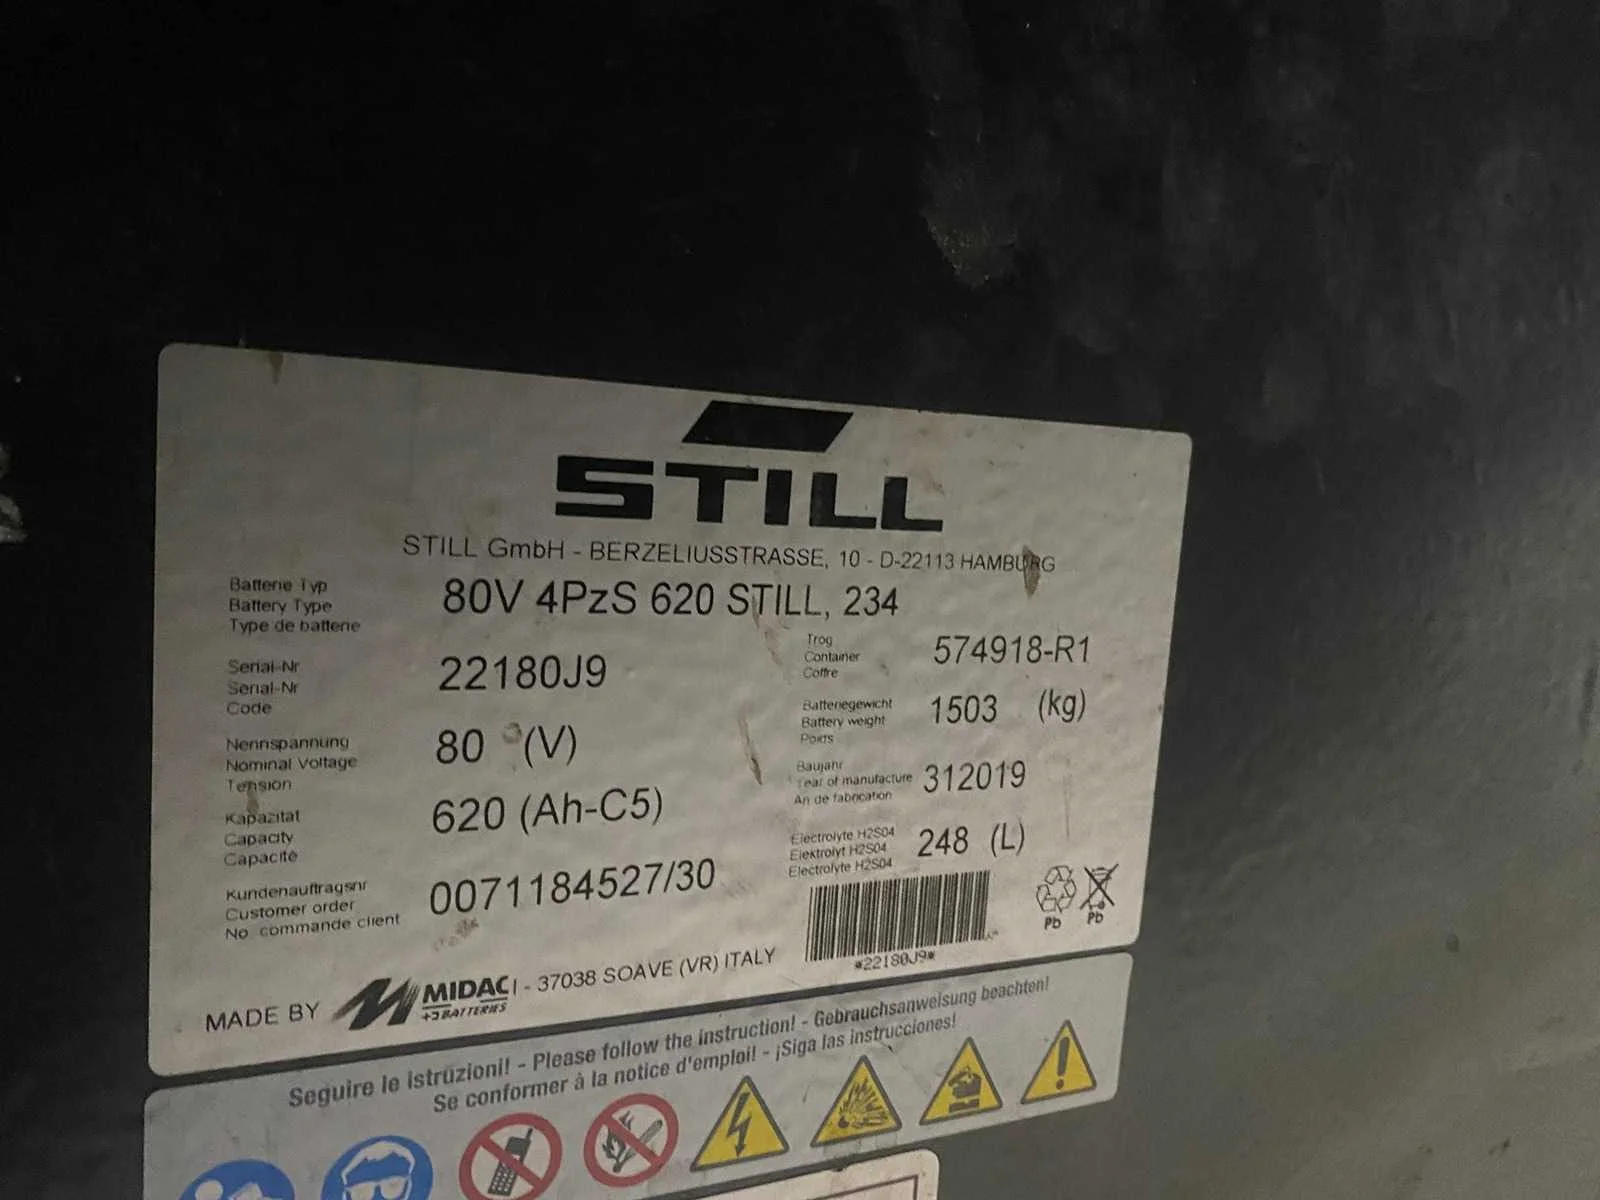 STILL
STILL GmbH - BERZELIUSSTRASSE, 10 - D-22113 HAMBURG
Batterie Typ
Battery Type
Type de batterie
80V 4PzS 620 STILL, 234
Serial-Nr
Serial-Nr
Code
22180J9
Nennspannung
Nominal Voltage
Tension
80 (V)
Kapazitat
Capacity
Capacité
620 (Ah-C5)
Kundenauftragsnr
Customer order
No commande client
0071184527/30
Trog
Container
Coffre
574918-R1
Batteriegewicht
Battery weight
Poids
1503 (kg)
Baujahr
Year of manufacture
An de fabrication
312019
Electrolyte H2S04
Elektrolyt H2S04
Electrolyte H2S04
248 (L)
*22180J9*
Pb Pb
MADE BY MIDAC - 37038 SOAVE (VR) ITALY
BATTERIES
Seguire le istruzioni! - Please follow the instruction! - Gebrauchsanweisung beachten!
Se conformer à la notice d'emploi! - ¡Siga las instrucciones!